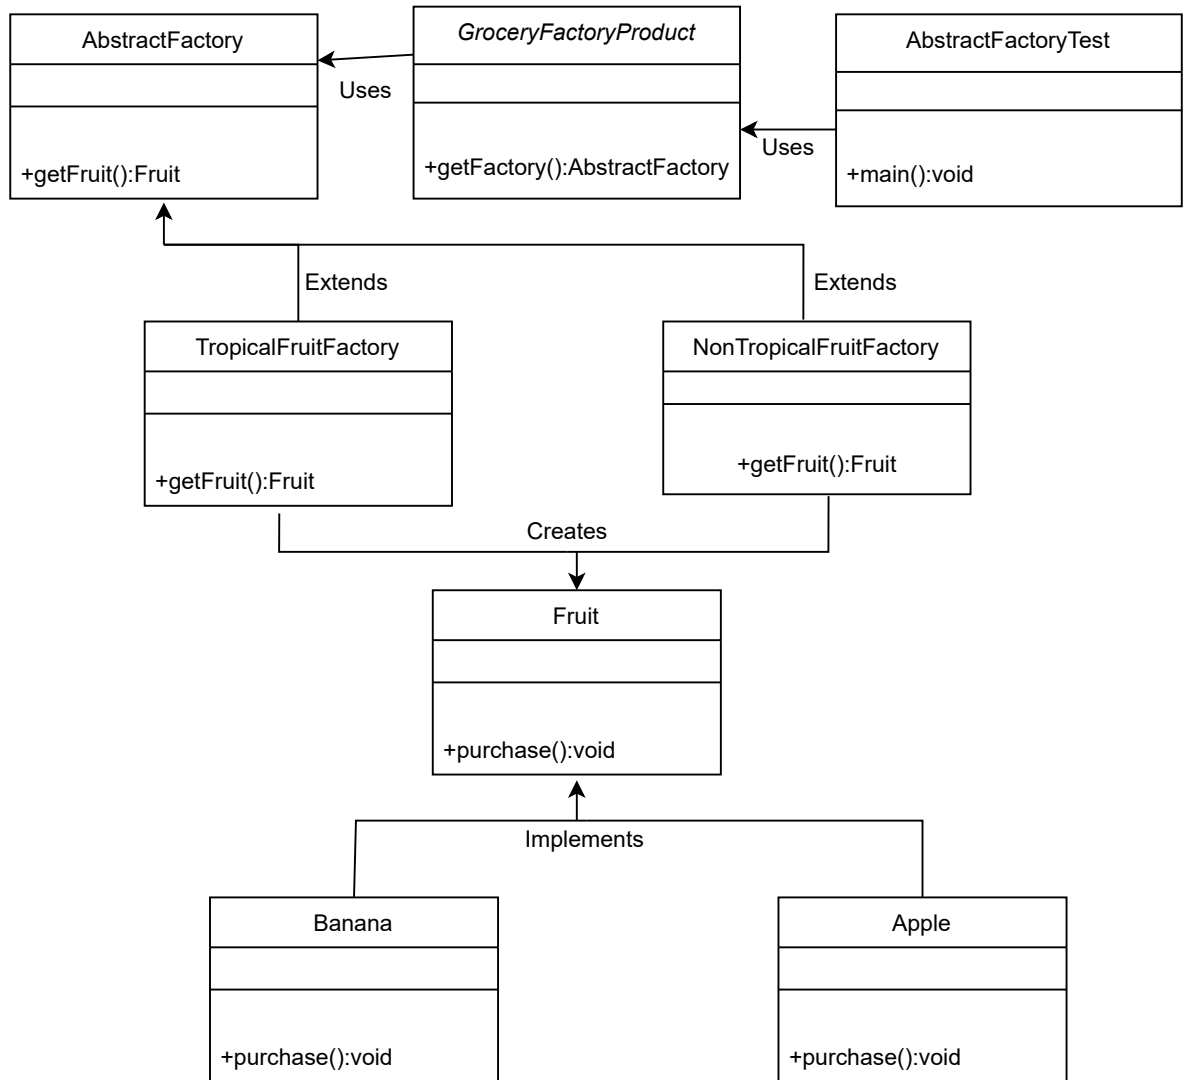 AbstractFactory
+getFruit():Fruit
Uses
GroceryFactoryProduct
+getFactory():AbstractFactory
Uses
AbstractFactoryTest
+main():void
Extends
Extends
TropicalFruitFactory
+getFruit():Fruit
NonTropicalFruitFactory
+getFruit():Fruit
Creates
Fruit
+purchase():void
Implements
Banana
+purchase():void
Apple
+purchase():void